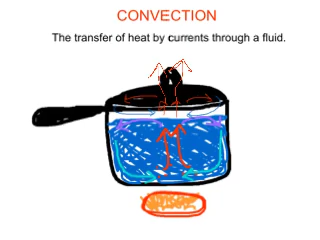 CONVECTION
The transfer of heat by currents through a fluid.